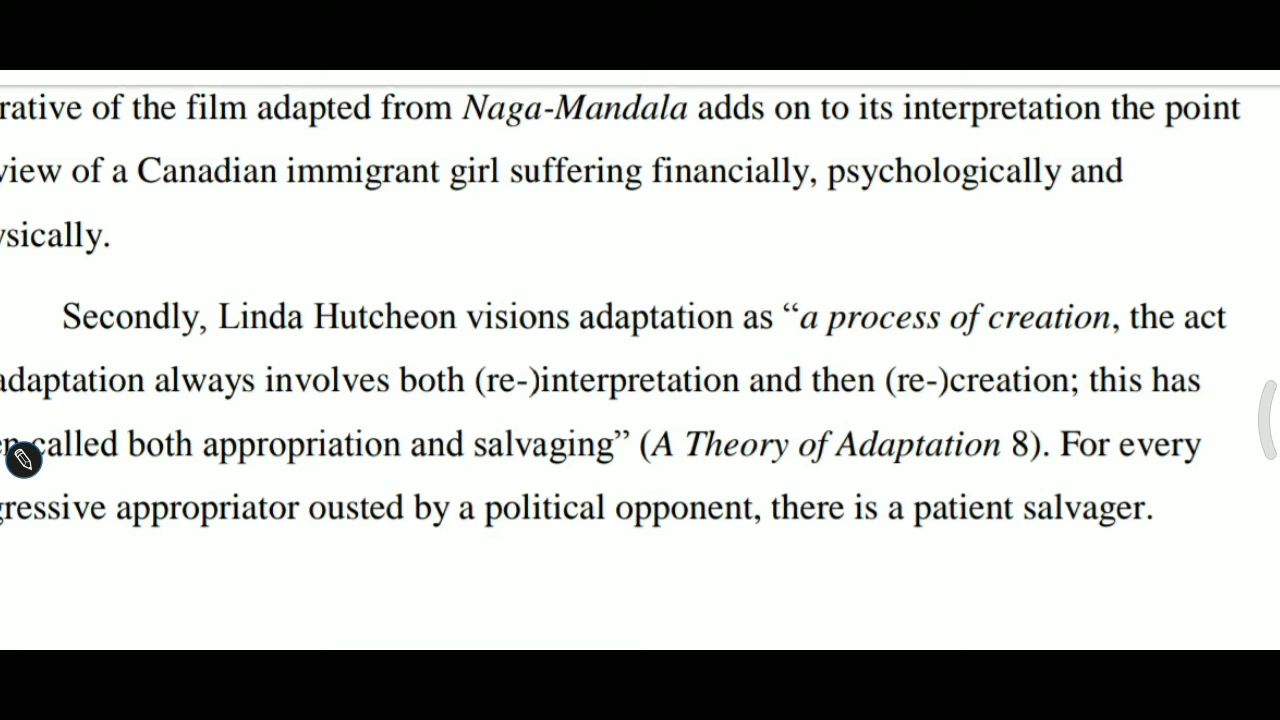 rative of the film adapted from Naga-Mandala adds on to its interpretation the point
view of a Canadian immigrant girl suffering financially, psychologically and
ysically.
Secondly, Linda Hutcheon visions adaptation as “a process of creation, the act
adaptation always involves both (re-)interpretation and then (re-)creation; this has
called both appropriation and salvaging” (A Theory of Adaptation 8). For every
gressive appropriator ousted by a political opponent, there is a patient salvager.